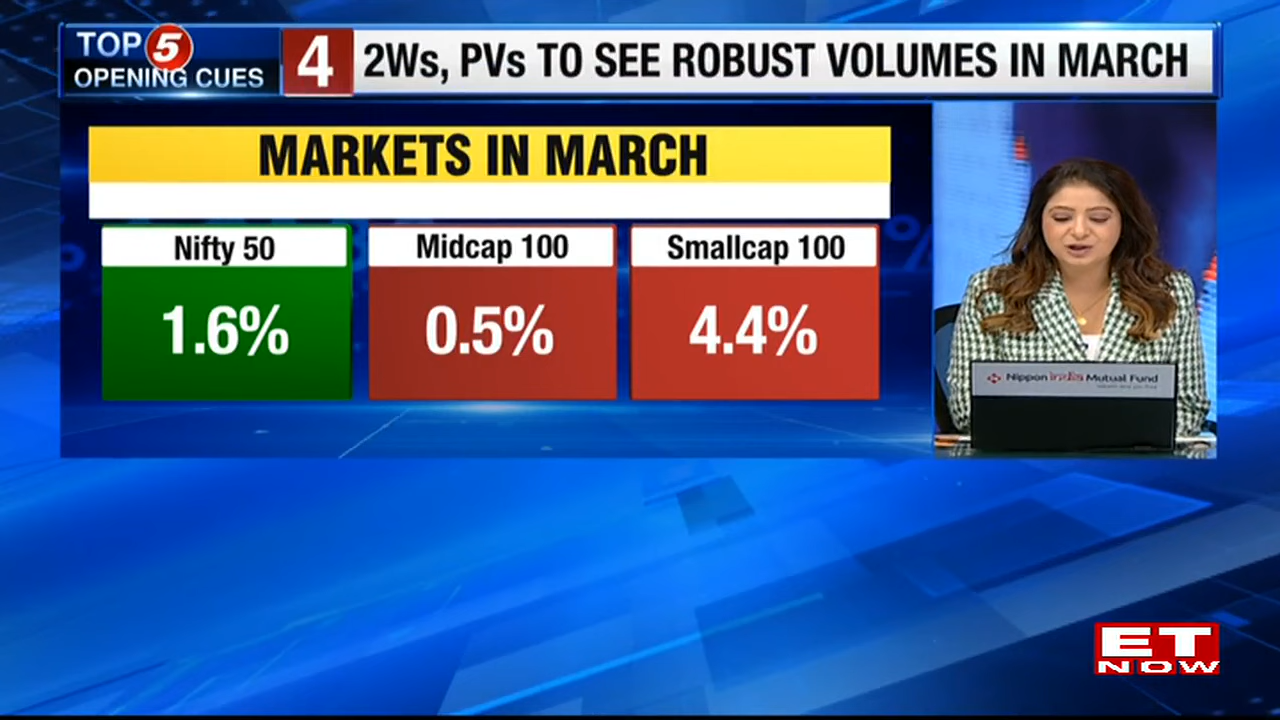 TOP 5
OPENING CUES
4
2Ws, PVs TO SEE ROBUST VOLUMES IN MARCH
MARKETS IN MARCH
Nifty 50
Midcap 100
Smallcap 100
1.6%
0.5%
4.4%
Nippon india Mutual Fund
ET
NOW